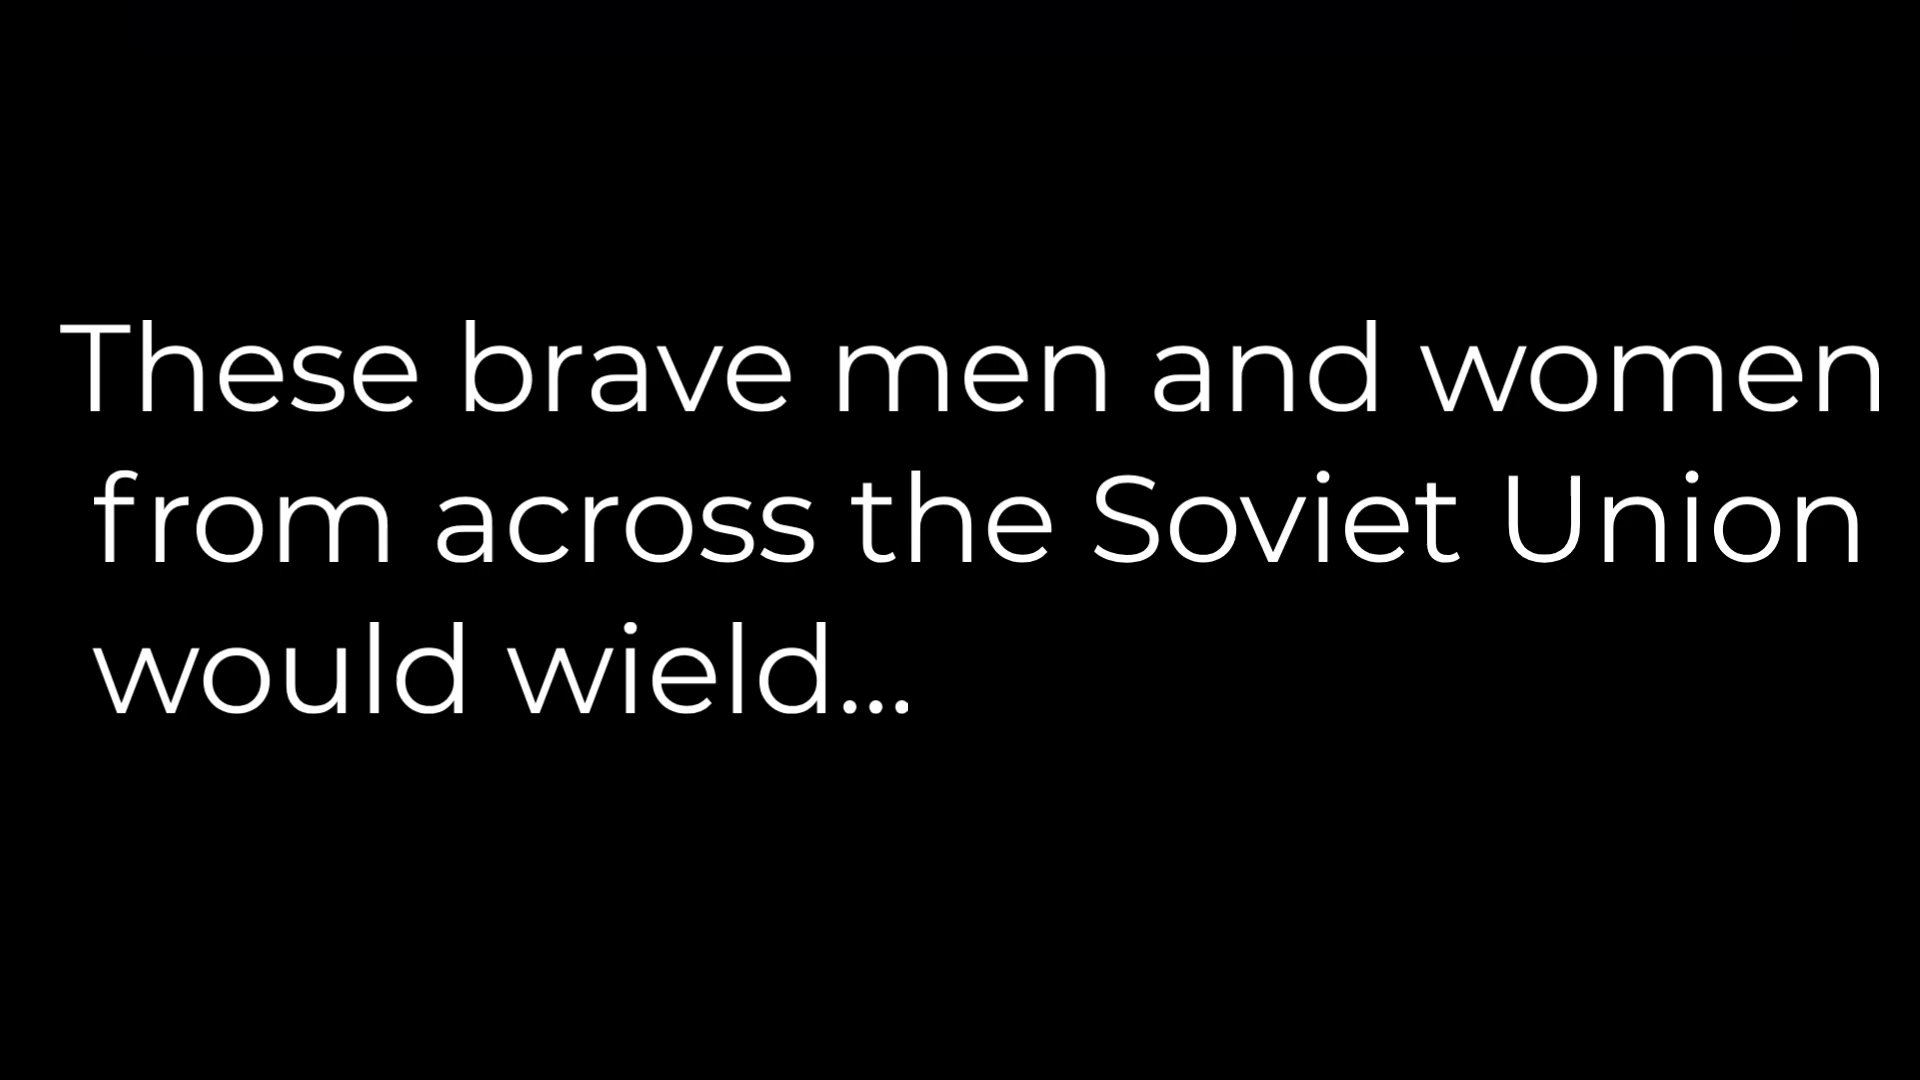 These brave men and women
from across the Soviet Union
would wield...